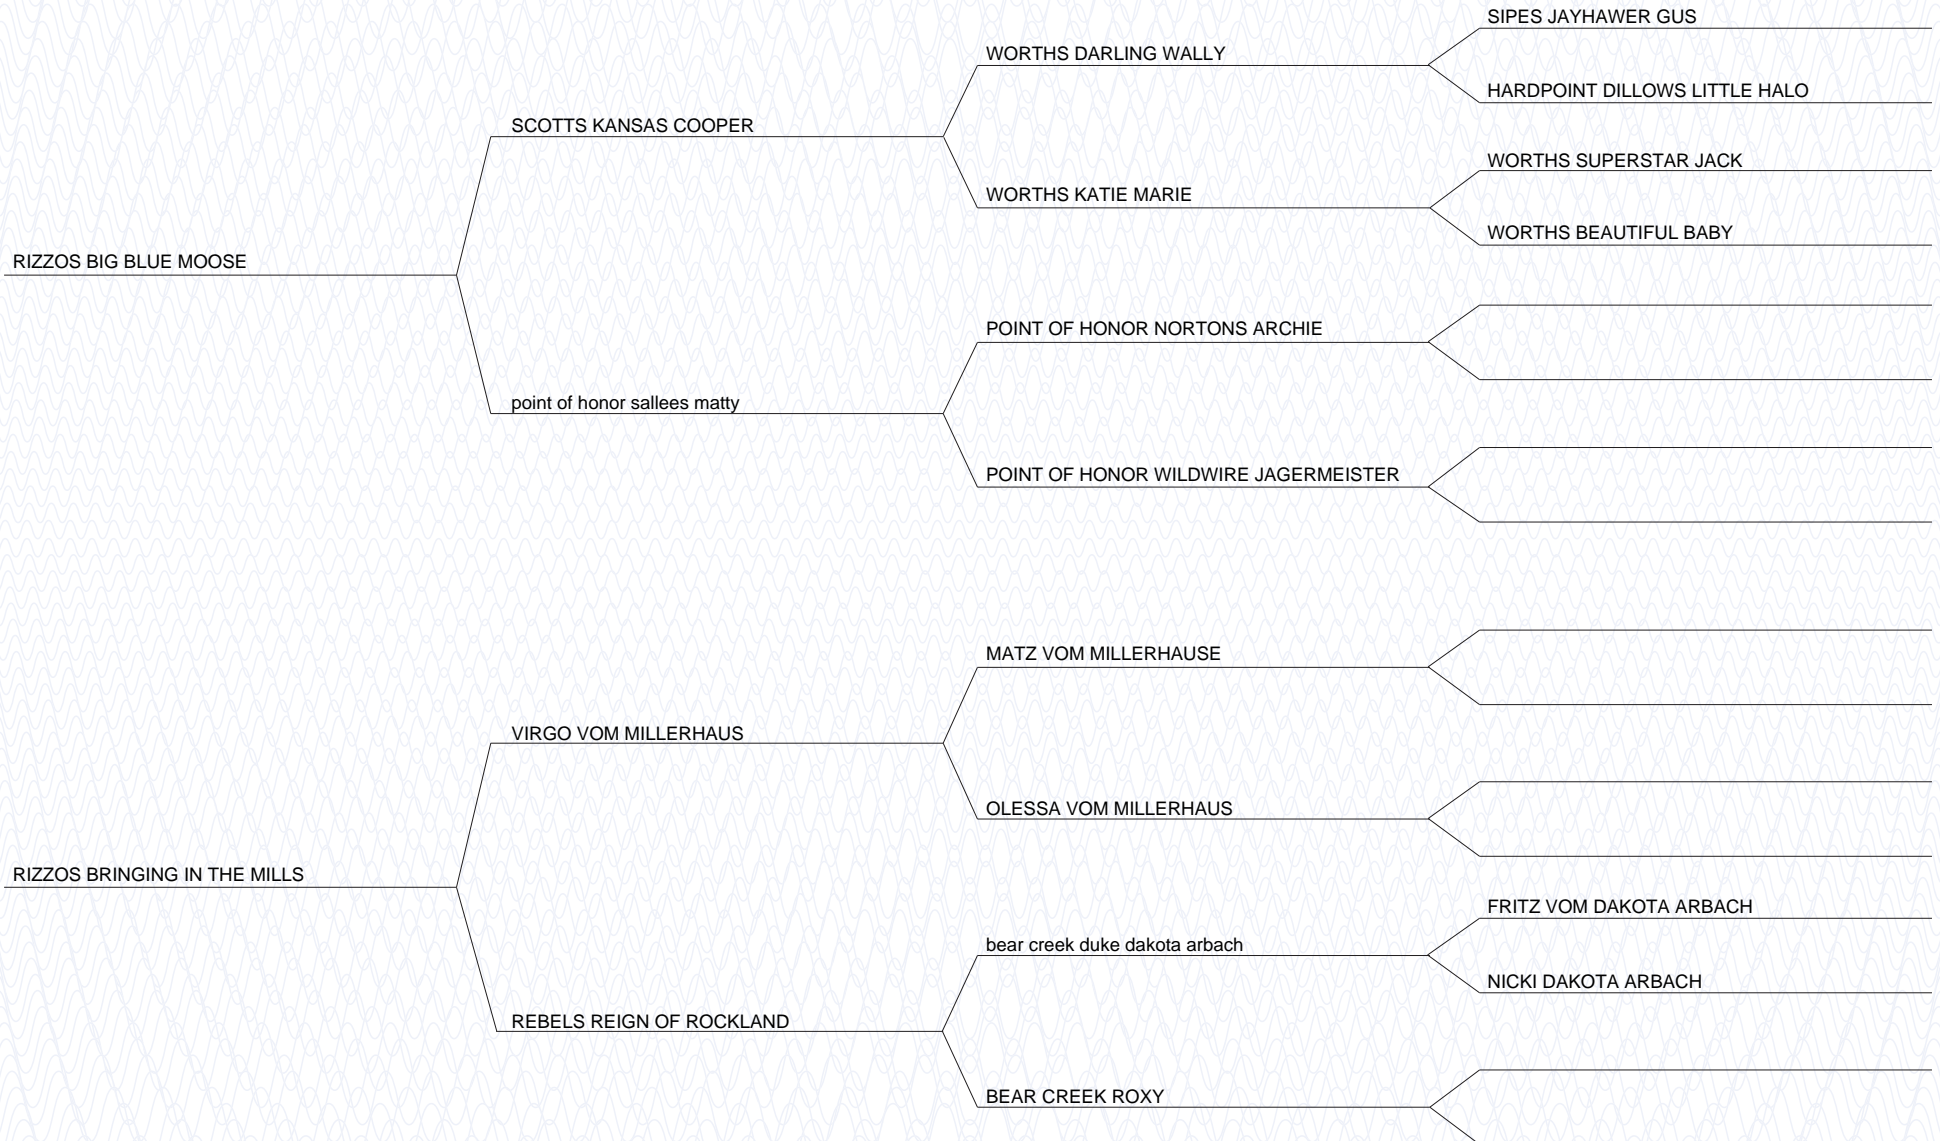 SIPES JAYHAWER GUS
WORTHS DARLING WALLY
HARDPOINT DILLOWS LITTLE HALO
SCOTTS KANSAS COOPER
WORTHS SUPERSTAR JACK
WORTHS KATIE MARIE
WORTHS BEAUTIFUL BABY
RIZZOS BIG BLUE MOOSE
POINT OF HONOR NORTONS ARCHIE
point of honor sallees matty
POINT OF HONOR WILDWIRE JAGERMEISTER
MATZ VOM MILLERHAUSE
VIRGO VOM MILLERHAUS
OLESSA VOM MILLERHAUS
RIZZOS BRINGING IN THE MILLS
FRITZ VOM DAKOTA ARBACH
bear creek duke dakota arbach
NICKI DAKOTA ARBACH
REBELS REIGN OF ROCKLAND
BEAR CREEK ROXY